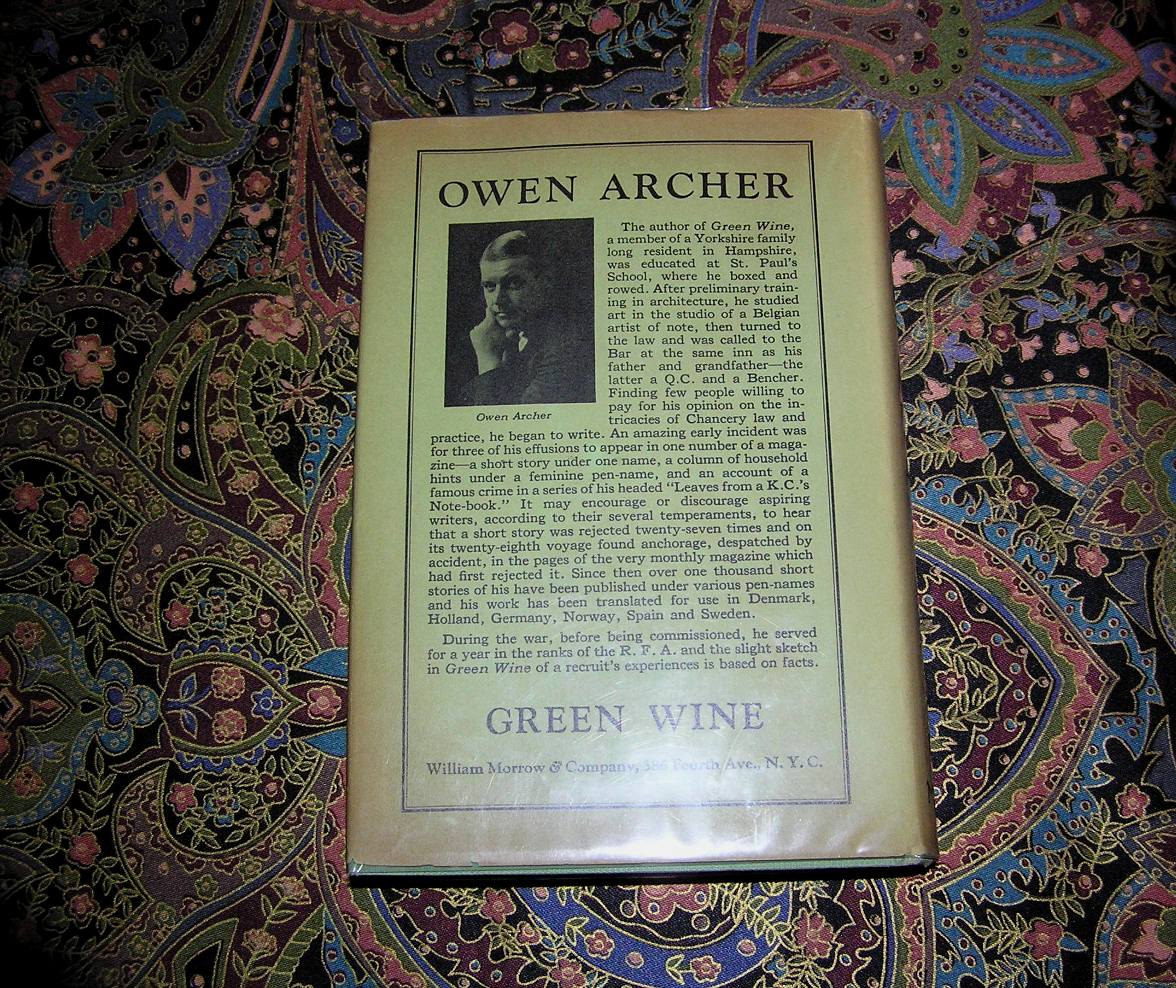 OWEN ARCHER
The author of Green Wine,
a member of a Yorkshire family
long resident in Hampshire,
was educated at St. Paul's
School, where he boxed and
rowed. After preliminary train-
ing in architecture, he studied
art in the studio of a Belgian
artist of note, then turned to
the law and was called to the
Bar at the same inn as his
father and grandfather—the
latter a Q.C. and a Bencher.
Finding few people willing to
pay for his opinion on the in-
tricacies of Chancery law and
Owen Archer
practice, he began to write. An amazing early incident was
for three of his effusions to appear in one number of a maga-
zine—a short story under one name, a column of household
hints under a feminine pen-name, and an account of a
famous crime in a series of his headed "Leaves from a K.C.'s
Note-book." It may encourage or discourage aspiring
writers, according to their several temperaments, to hear
that a short story was rejected twenty-seven times and on
its twenty-eighth voyage found anchorage, despatched by
accident, in the pages of the very monthly magazine which
had first rejected it. Since then over one thousand short
stories of his have been published under various pen-names
and his work has been translated for use in Denmark,
Holland, Germany, Norway, Spain and Sweden.
During the war, before being commissioned, he served
for a year in the ranks of the R. F. A. and the slight sketch
in Green Wine of a recruit's experiences is based on facts.
GREEN WINE
William Morrow & Company, 386 Fourth Ave., N. Y. C.